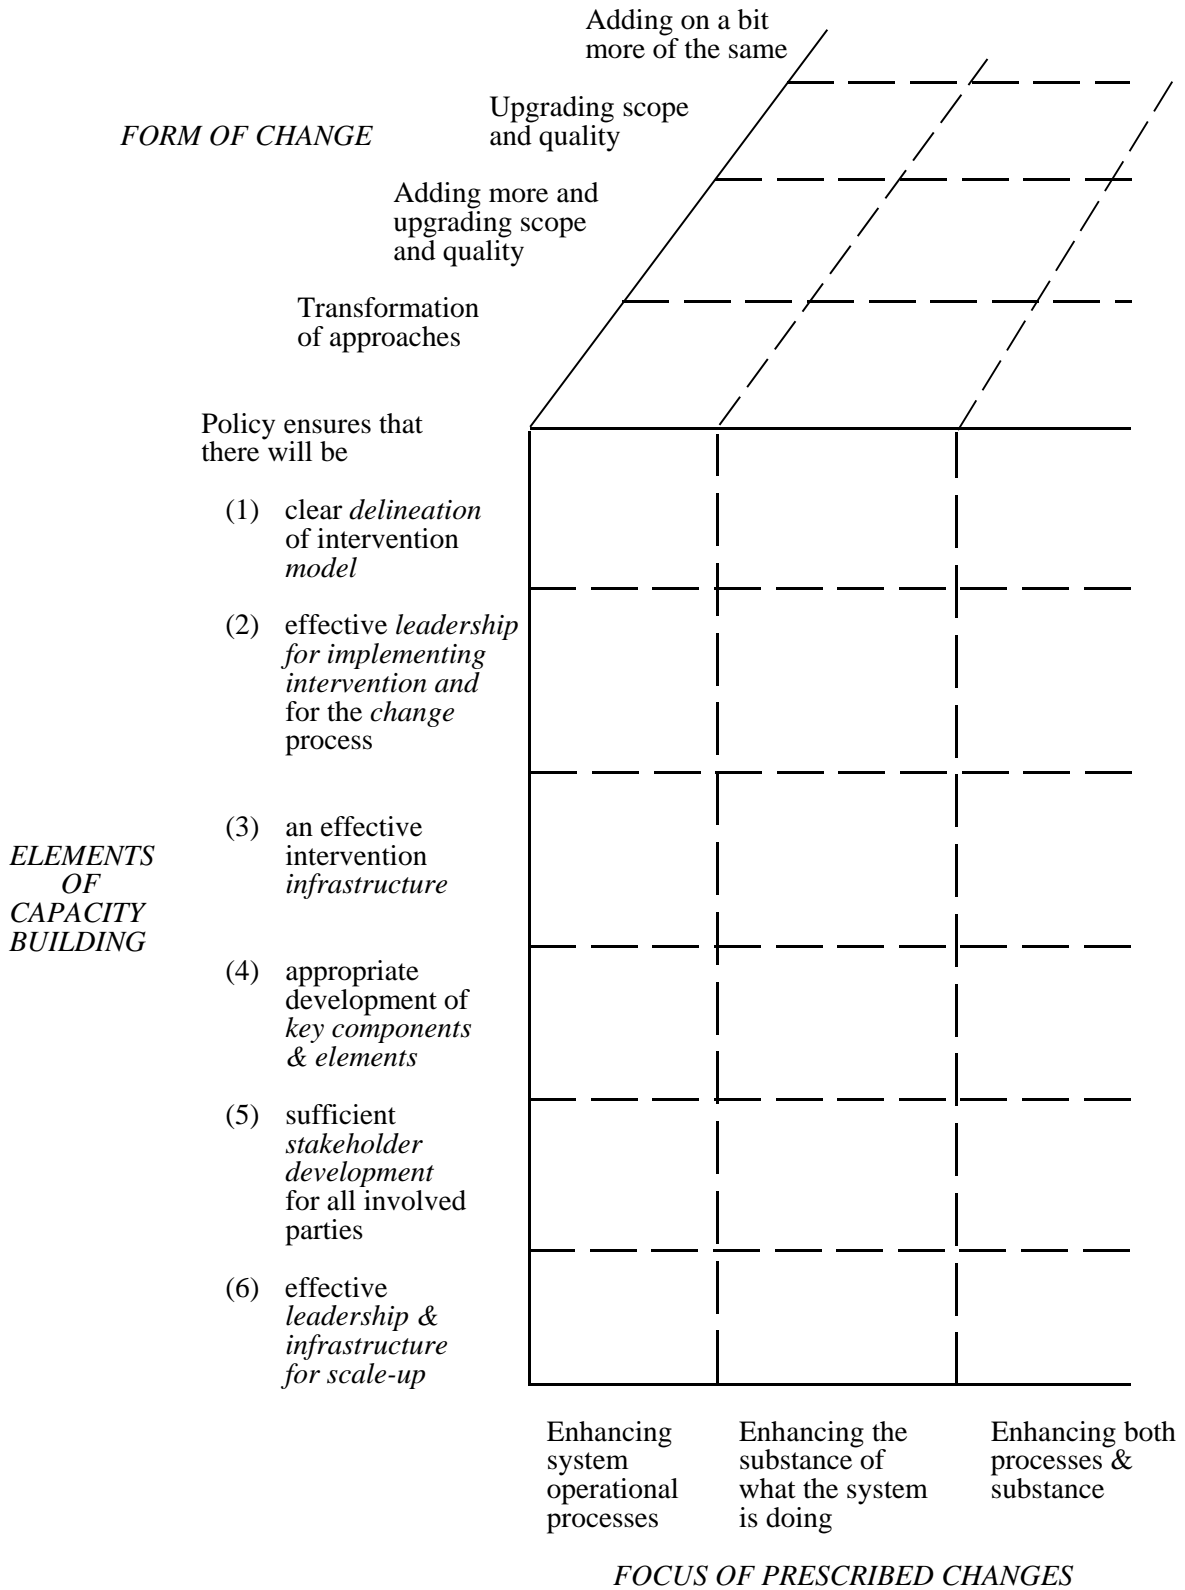 Adding on a bit
more of the same
Upgrading scope
and quality
FORM OF CHANGE
Adding more and
upgrading scope
and quality
Transformation
of approaches
Policy ensures that
there will be
(1) clear delineation
of intervention
model
(2) effective leadership
for implementing
intervention and
for the change
process
(3) an effective
intervention
infrastructure
ELEMENTS
OF
CAPACITY
BUILDING
(4) appropriate
development of
key components
& elements
(5) sufficient
stakeholder
development
for all involved
parties
(6) effective
leadership &
infrastructure
for scale-up
Enhancing
system
operational
processes
Enhancing the
substance of
what the system
is doing
Enhancing both
processes &
substance
FOCUS OF PRESCRIBED CHANGES